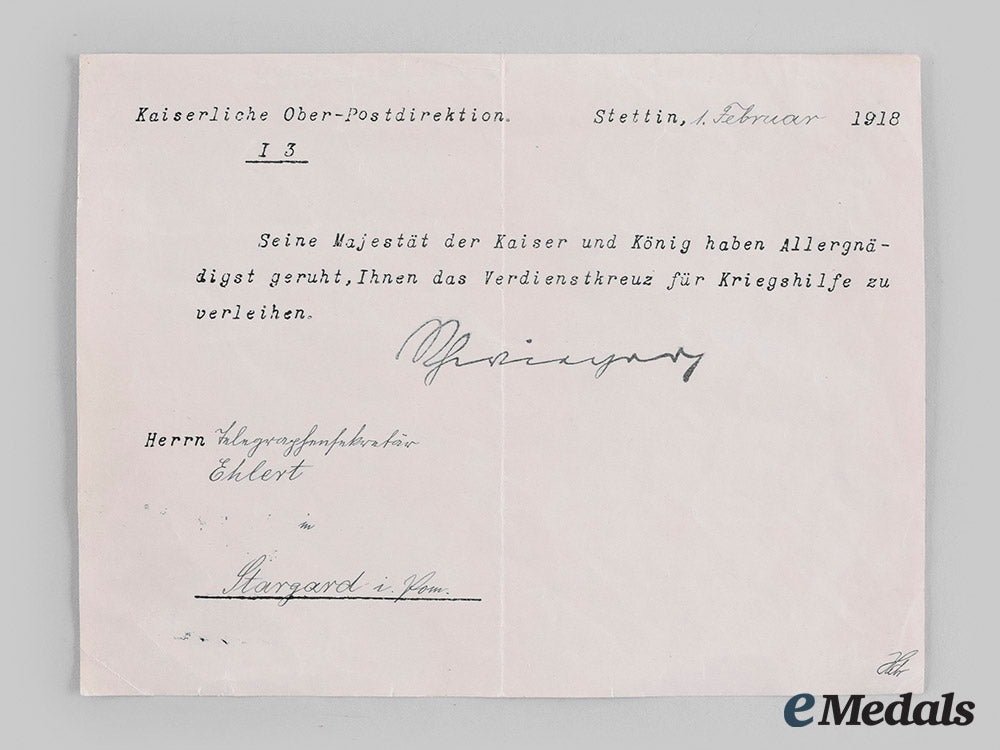 Kaiserliche Ober-Postdirektion. Stettin, 1. Februar 1918
I 3
Seine Majestät der Kaiser und König haben Allergnä-
digst geruht, Ihnen das Verdienstkreuz für Kriegshilfe zu
verleihen.
Herrn Telegraphensekretär
Ehlert
in
Stargard i. Pom.
eMedals